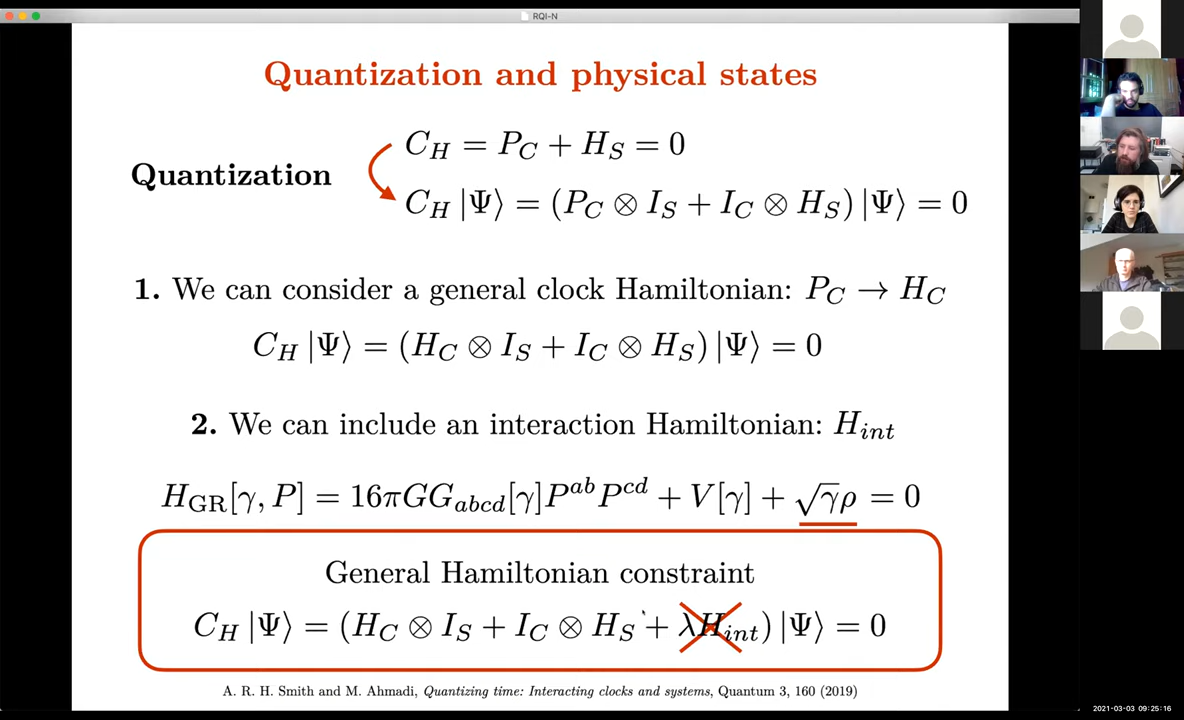 RQI-N
Quantization and physical states
C_H = P_C + H_S = 0
Quantization
C_H |Ψ⟩ = (P_C ⊗ I_S + I_C ⊗ H_S) |Ψ⟩ = 0
1. We can consider a general clock Hamiltonian: P_C → H_C
C_H |Ψ⟩ = (H_C ⊗ I_S + I_C ⊗ H_S) |Ψ⟩ = 0
2. We can include an interaction Hamiltonian: H_int
H_GR[γ, P] = 16πGG_abcd[γ]P^ab P^cd + V[γ] + √γρ = 0
General Hamiltonian constraint
C_H |Ψ⟩ = (H_C ⊗ I_S + I_C ⊗ H_S + λH_int) |Ψ⟩ = 0
A. R. H. Smith and M. Ahmadi, Quantizing time: Interacting clocks and systems, Quantum 3, 160 (2019)
2021-03-03 09:25:16